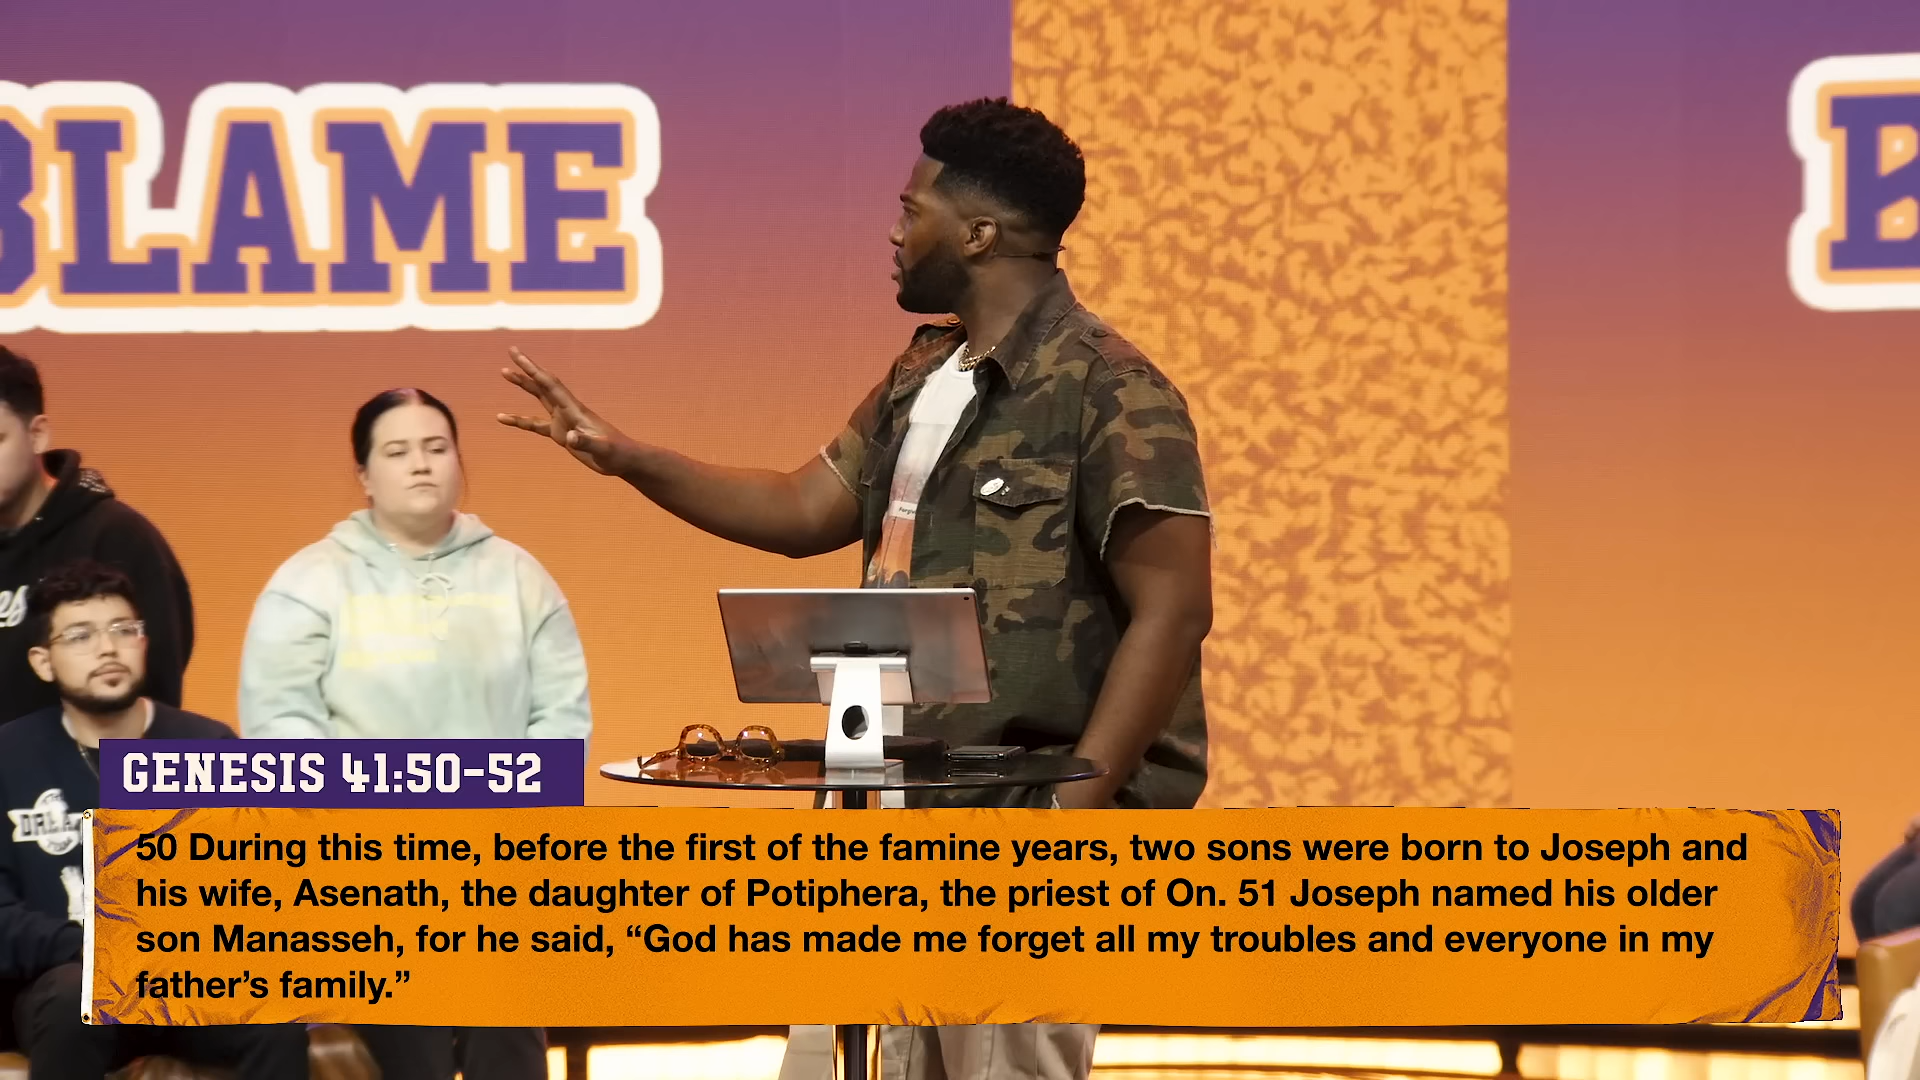 BLAME
B
GENESIS 41:50-52
50 During this time, before the first of the famine years, two sons were born to Joseph and
his wife, Asenath, the daughter of Potiphera, the priest of On. 51 Joseph named his older
son Manasseh, for he said, “God has made me forget all my troubles and everyone in my
father’s family.”